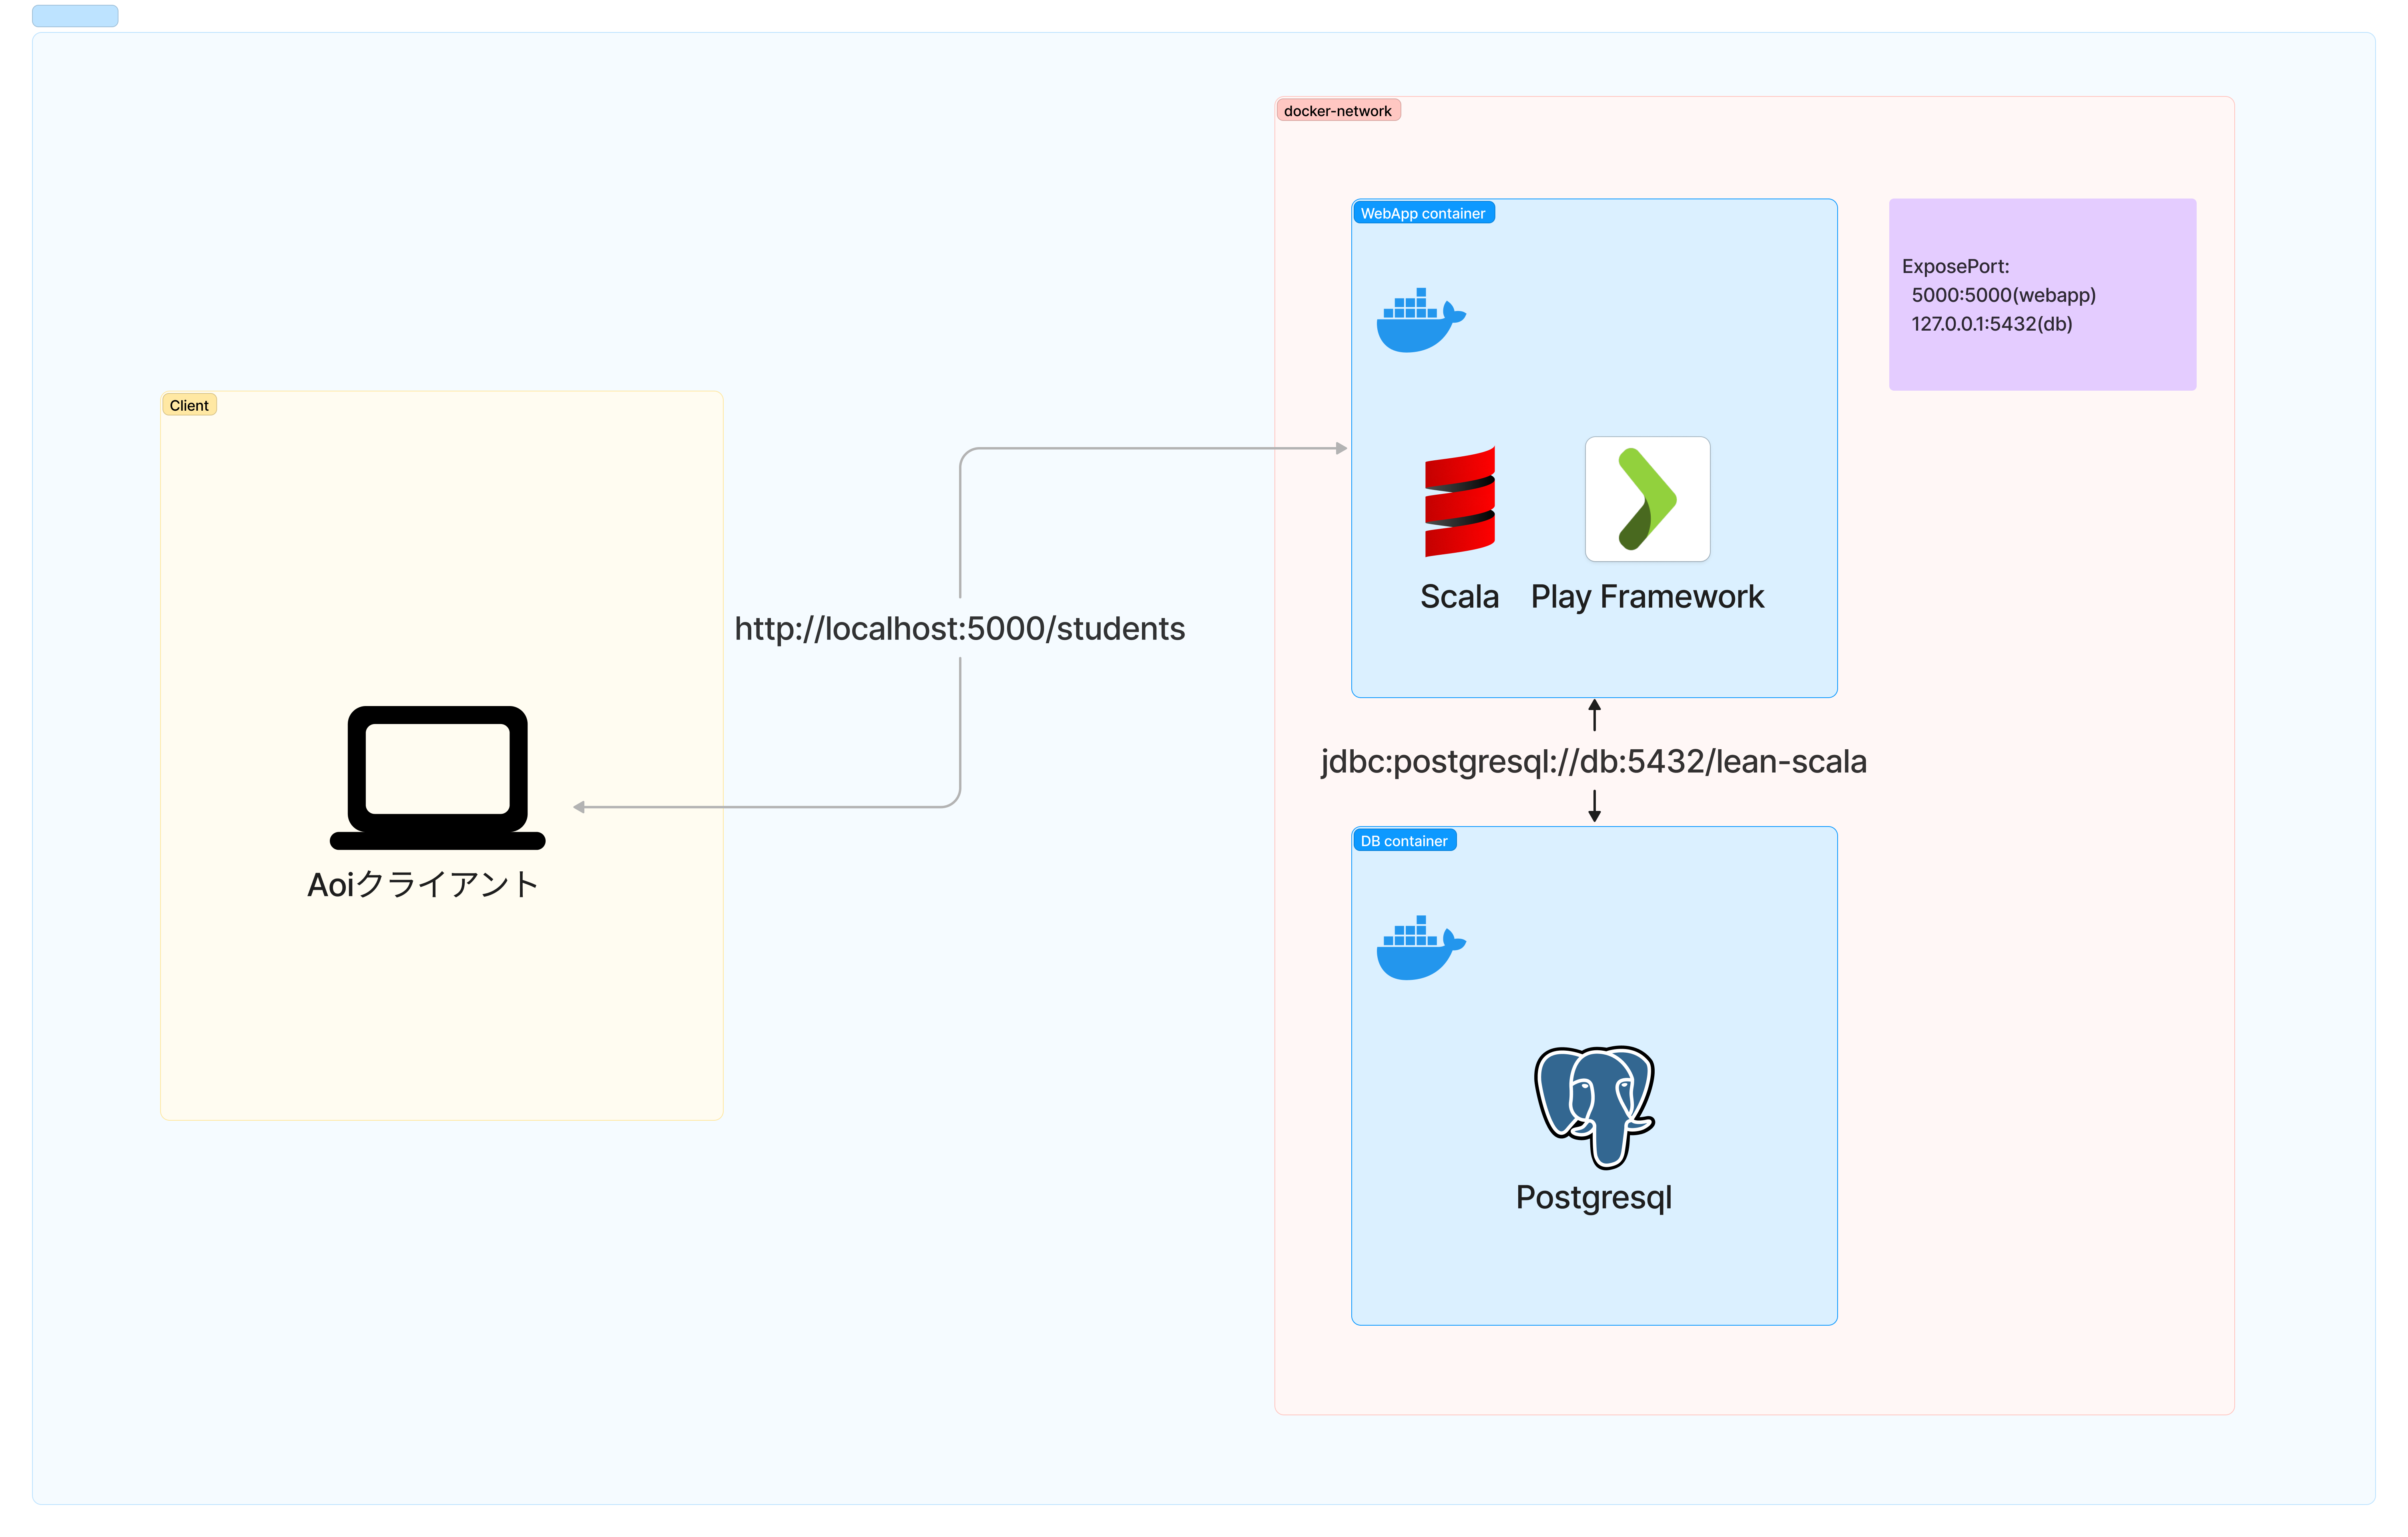 docker-network
WebApp container
ExposePort:
5000:5000(webapp)
127.0.0.1:5432(db)
Client
Scala
Play Framework
http://localhost:5000/students
jdbc:postgresql://db:5432/lean-scala
DB container
Aoiクライアント
Postgresql